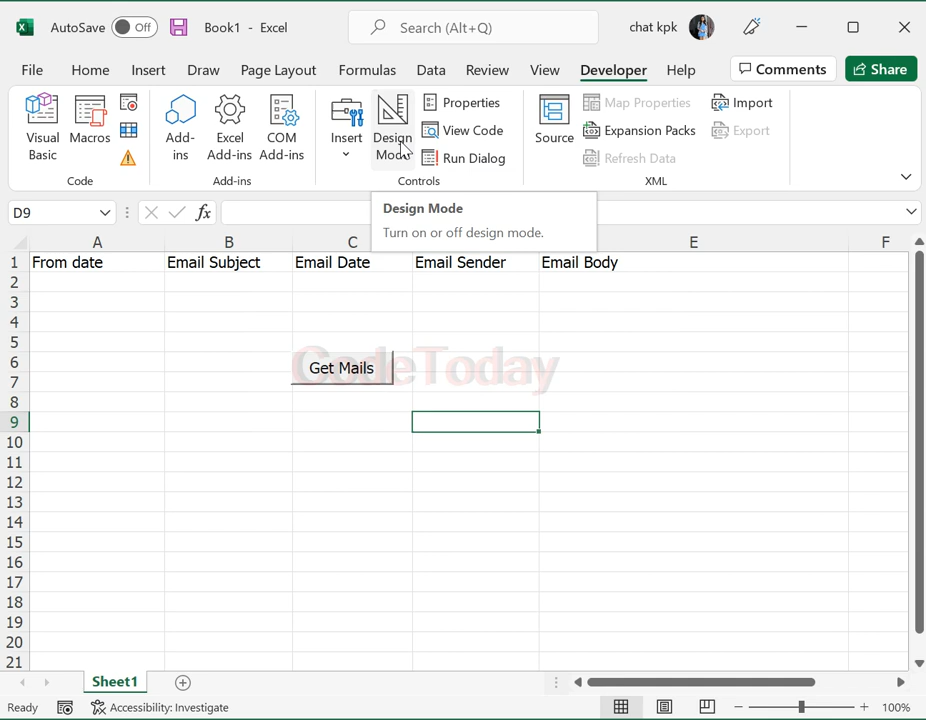 AutoSave Off Book1 - Excel Search (Alt+Q) chat kpk
File Home Insert Draw Page Layout Formulas Data Review View Developer Help Comments Share
Visual Basic Macros Add-ins Excel Add-ins COM Add-ins Insert Design Mode Properties View Code Run Dialog Source Map Properties Expansion Packs Refresh Data Import Export
Code Add-ins Controls XML
D9 fx
Design Mode
Turn on or off design mode.
A B C E F
1 From date Email Subject Email Date Email Sender Email Body
2
3
4
5
6
CodeToday
Get Mails
7
8
9
10
11
12
13
14
15
16
17
18
19
20
21
Sheet1
Ready Accessibility: Investigate 100%